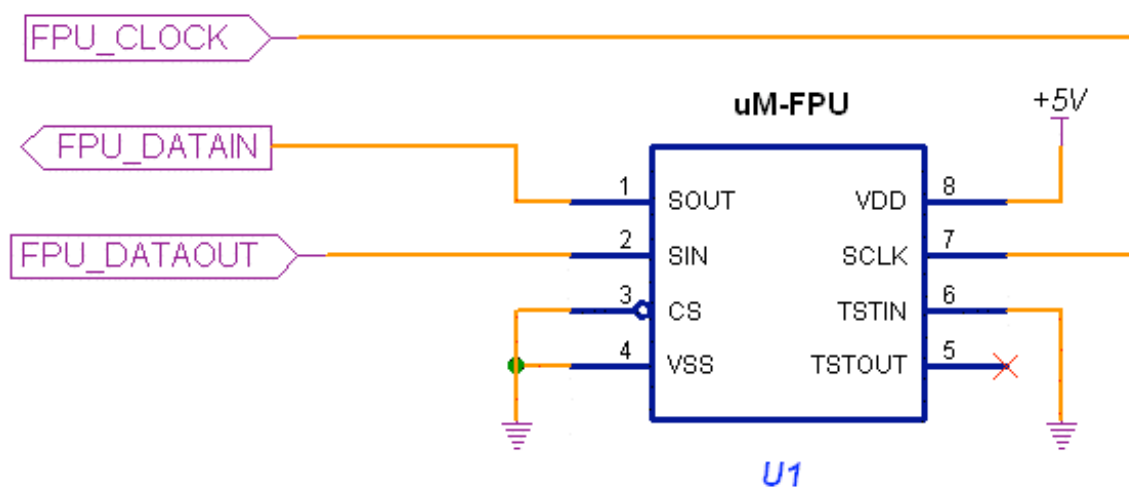 FPU_CLOCK
uM-FPU
+5V
FPU_DATAIN
1 SOUT VDD 8
FPU_DATAOUT
2 SIN SCLK 7
3 CS TSTIN 6
4 VSS TSTOUT 5
U1